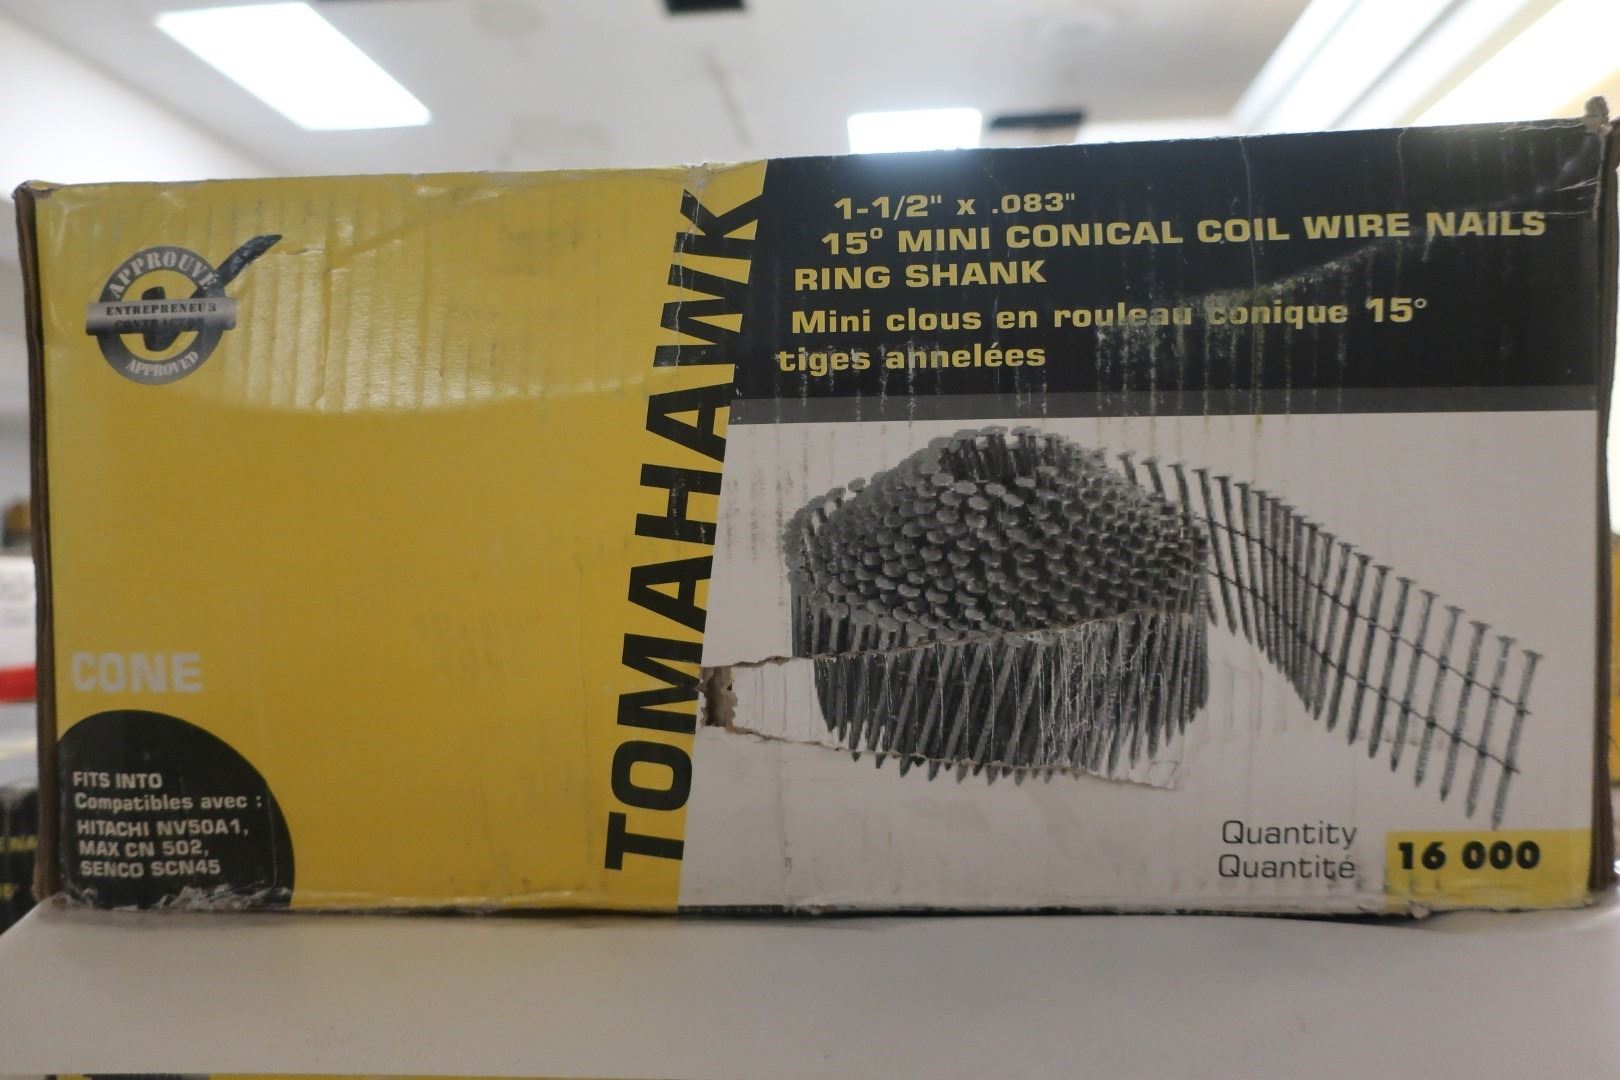 APPROUVÉ
ENTREPRENEUR
CONTRACTOR
APPROVED
CONE
FITS INTO
Compatibles avec :
HITACHI NV50A1,
MAX CN 502,
SENCO SCN45
TOMAHAWK
1-1/2" x .083"
15° MINI CONICAL COIL WIRE NAILS
RING SHANK
Mini clous en rouleau conique 15°
tiges annelées
Quantity
Quantité
16 000